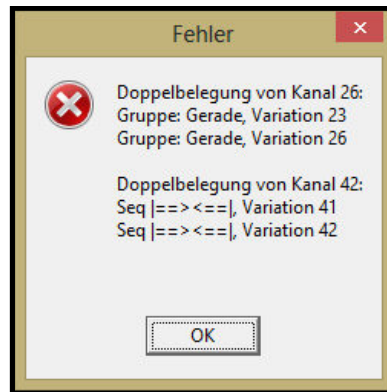 Fehler
Doppelbelegung von Kanal 26:
Gruppe: Gerade, Variation 23
Gruppe: Gerade, Variation 26
Doppelbelegung von Kanal 42:
Seq |==><==|, Variation 41
Seq |==><==|, Variation 42
OK